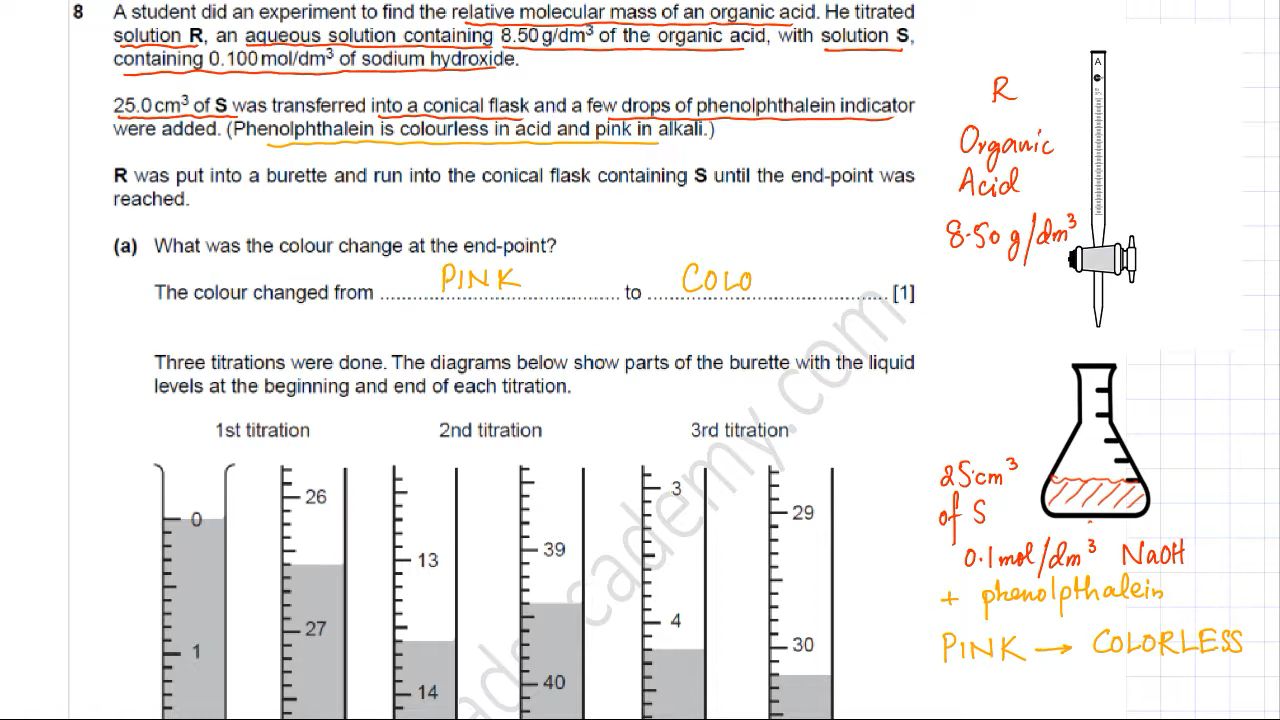 8 A student did an experiment to find the relative molecular mass of an organic acid. He titrated
solution R, an aqueous solution containing 8.50 g/dm³ of the organic acid, with solution S,
containing 0.100 mol/dm³ of sodium hydroxide.
25.0 cm³ of S was transferred into a conical flask and a few drops of phenolphthalein indicator
were added. (Phenolphthalein is colourless in acid and pink in alkali.)
R was put into a burette and run into the conical flask containing S until the end-point was
reached.
(a) What was the colour change at the end-point?
The colour changed from PINK to COLO [1]
Three titrations were done. The diagrams below show parts of the burette with the liquid
levels at the beginning and end of each titration.
1st titration 2nd titration 3rd titration
0 26 13 39 3 29
1 27 14 40 4 30
A
R
Organic
Acid
8.50 g/dm³
25cm³
of S
0.1mol/dm³ NaOH
+ phenolpthalein
PINK → COLORLESS
cademy.com